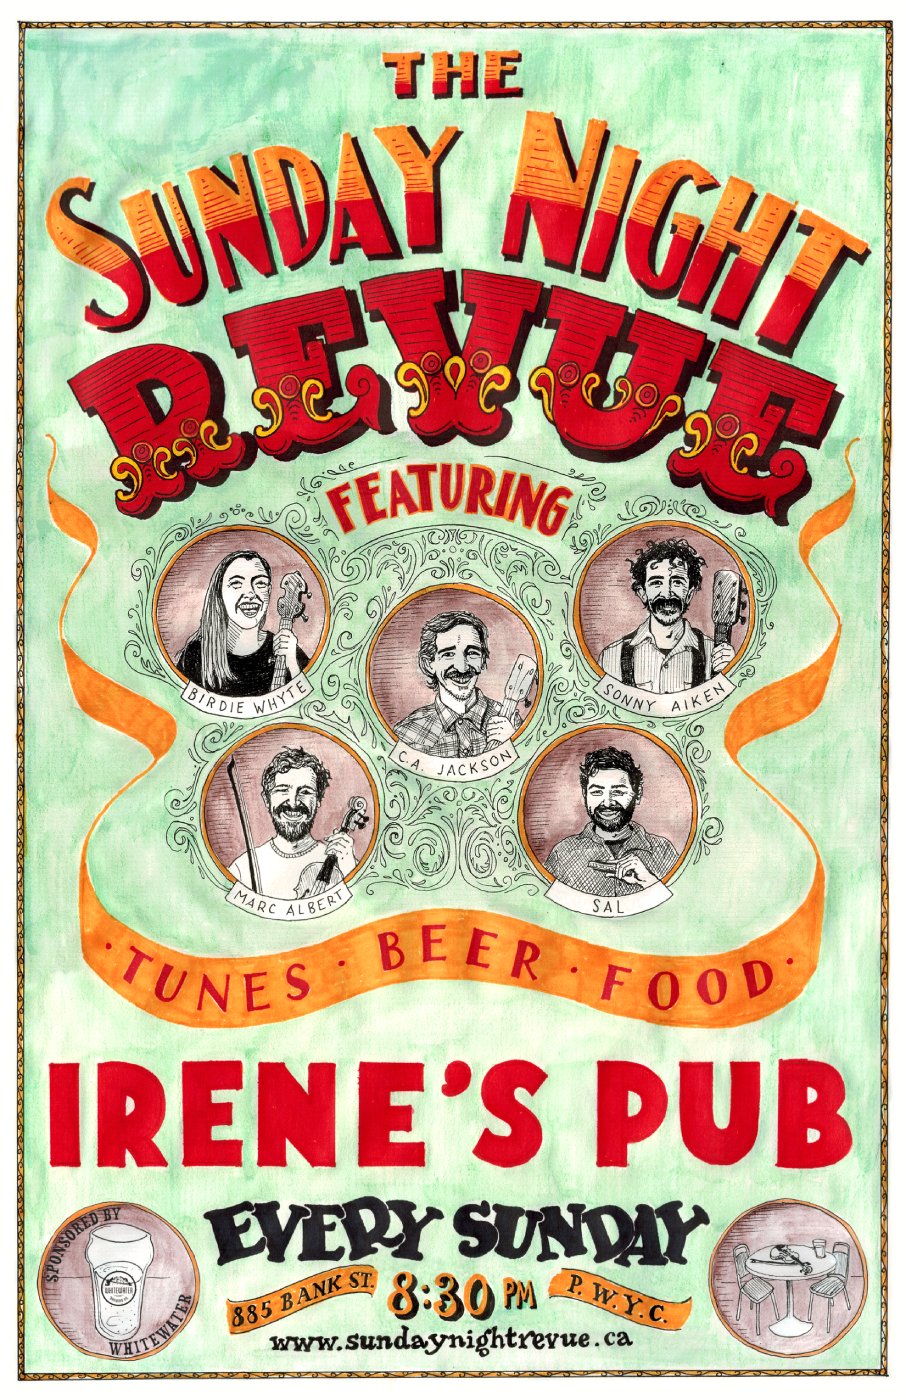 THE
SUNDAY NIGHT
REVUE
FEATURING
BIRDIE WHYTE
C.A. JACKSON
SONNY AIKEN
MARC ALBERT
SAL
· TUNES · BEER · FOOD ·
IRENE'S PUB
EVERY SUNDAY
885 BANK ST.
8:30 PM
P.W.Y.C.
www.sundaynightrevue.ca
SPONSORED BY
WHITEWATER
WHITEWATER